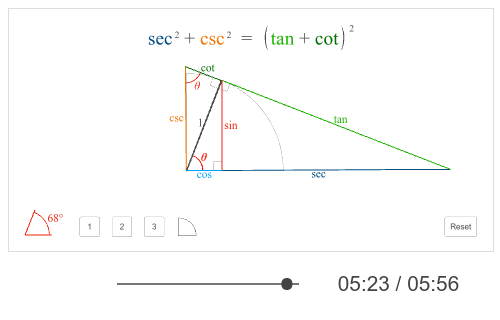 sec² + csc² = (tan + cot)²
cot
θ
csc
1
sin
tan
θ
cos
sec
68°
1
2
3
Reset
05:23 / 05:56